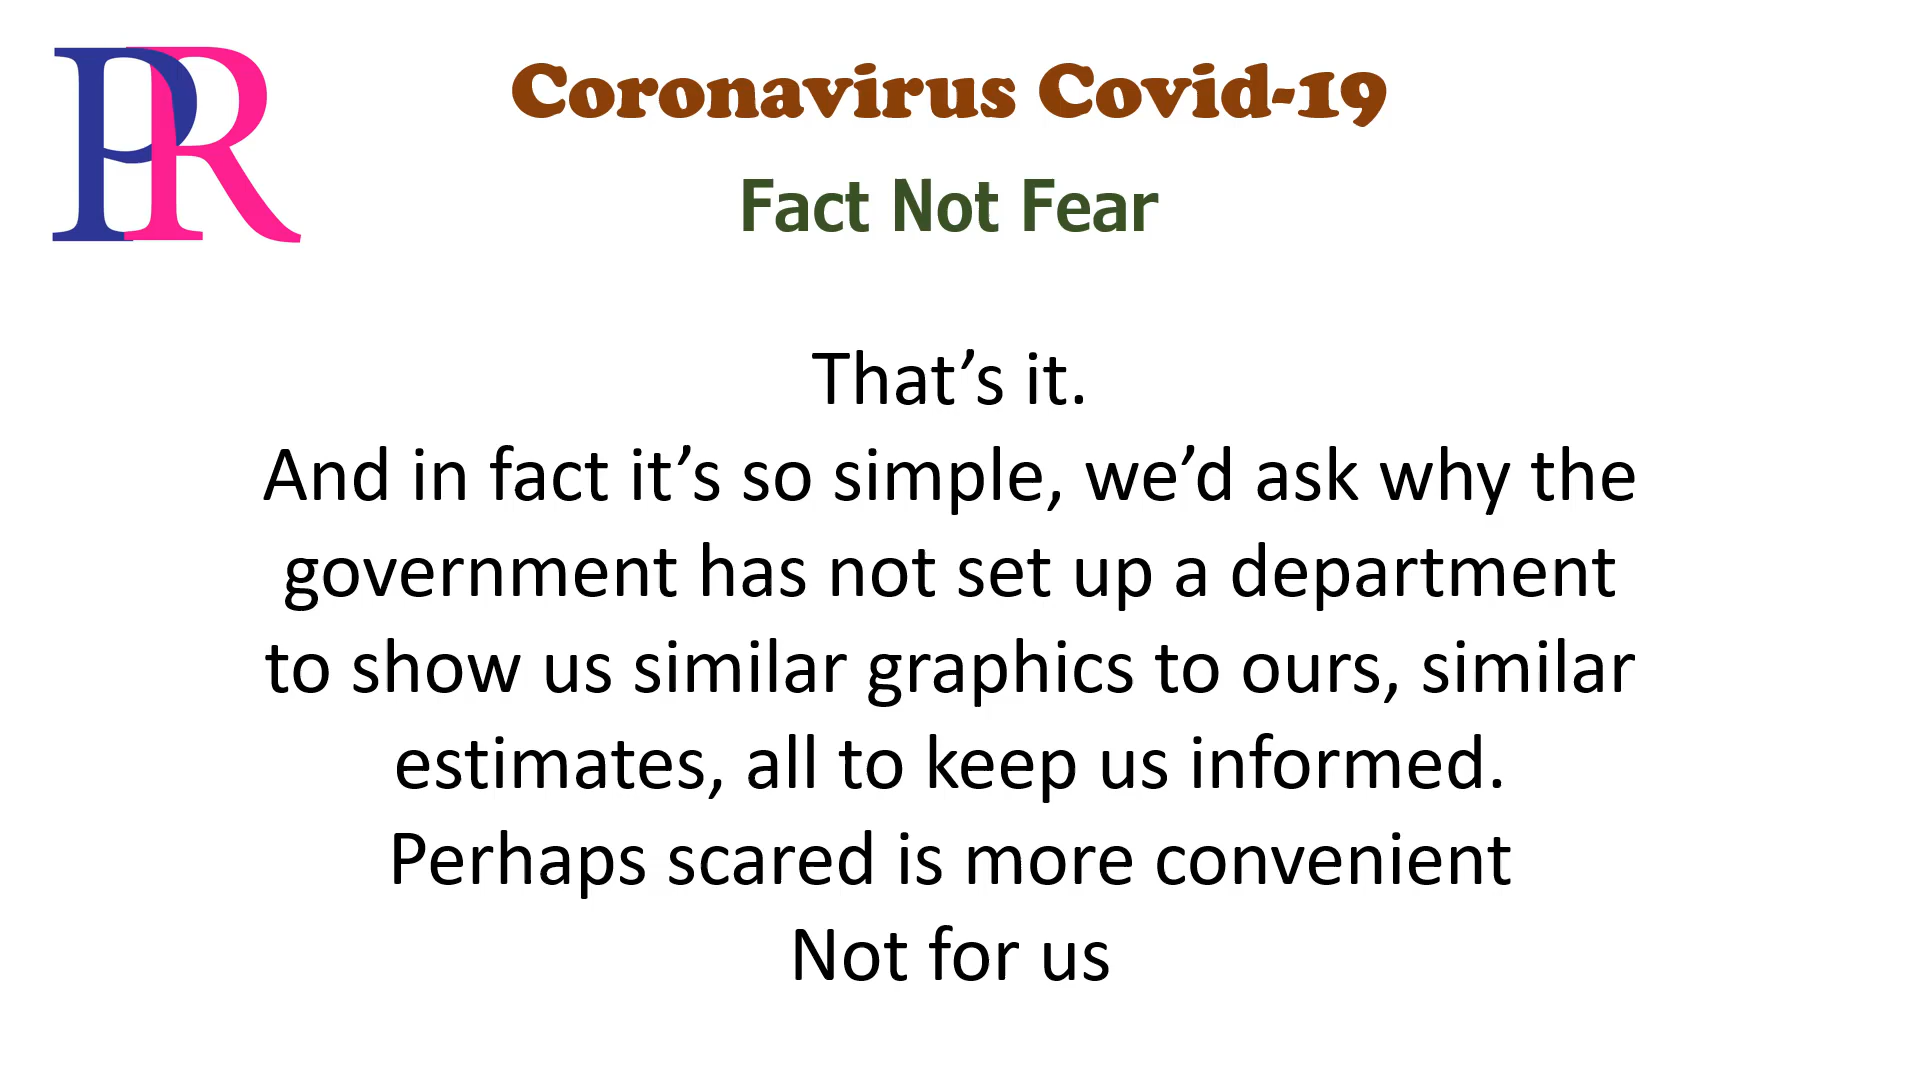 PR
Coronavirus Covid-19
Fact Not Fear
That’s it.
And in fact it’s so simple, we’d ask why the
government has not set up a department
to show us similar graphics to ours, similar
estimates, all to keep us informed.
Perhaps scared is more convenient
Not for us